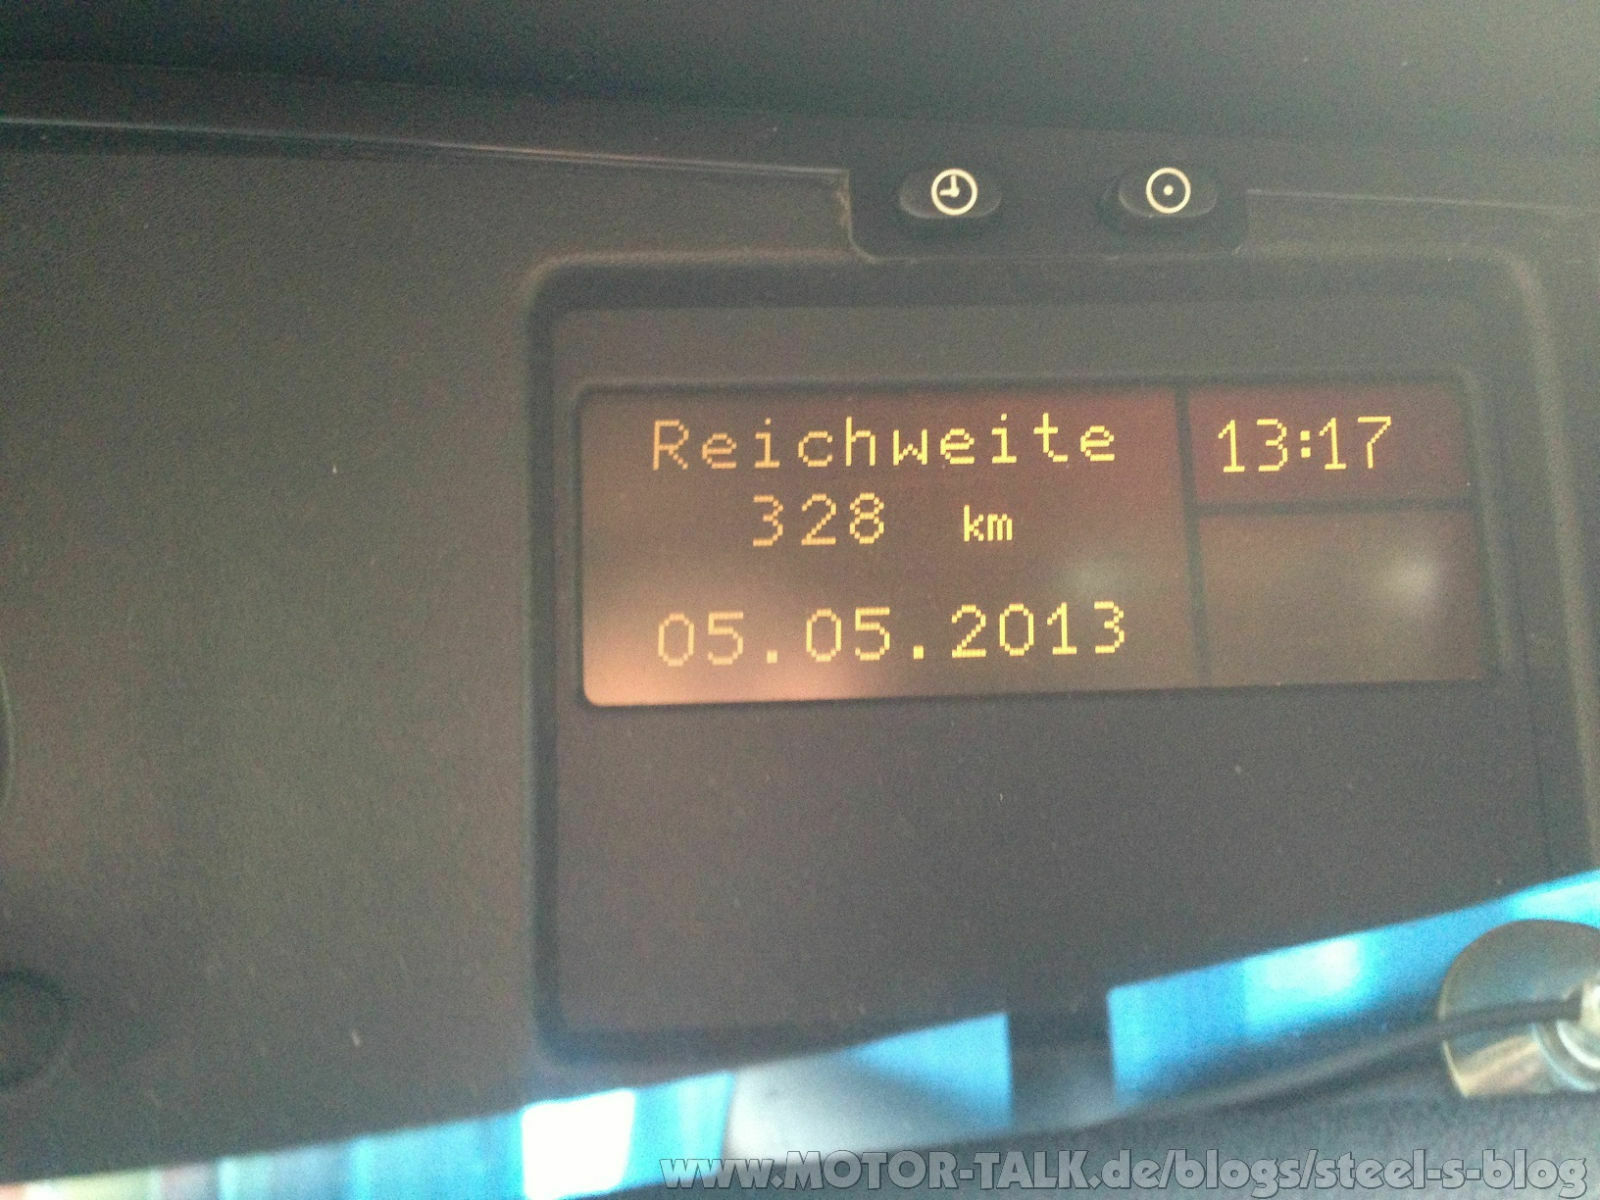 Reichweite
328 km
05.05.2013
13:17
www.MOTOR-TALK.de/blogs/steel-s-blog